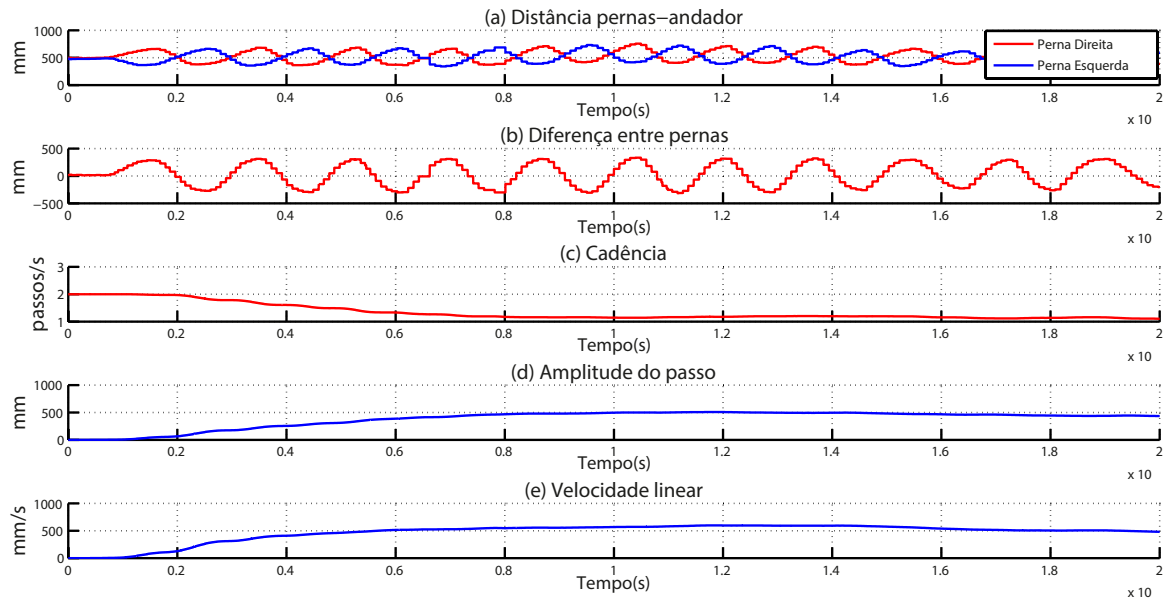 (a) Distância pernas−andador
1000
500
0
mm
0 0.2 0.4 0.6 0.8 1 1.2 1.4 1.6 1.8 2
Tempo(s)
x 10
Perna Direita
Perna Esquerda
(b) Diferença entre pernas
500
0
−500
mm
0 0.2 0.4 0.6 0.8 1 1.2 1.4 1.6 1.8 2
Tempo(s)
x 10
(c) Cadência
3
2
1
passos/s
0 0.2 0.4 0.6 0.8 1 1.2 1.4 1.6 1.8 2
Tempo(s)
x 10
(d) Amplitude do passo
1000
500
0
mm
0 0.2 0.4 0.6 0.8 1 1.2 1.4 1.6 1.8 2
Tempo(s)
x 10
(e) Velocidade linear
1000
500
0
mm/s
0 0.2 0.4 0.6 0.8 1 1.2 1.4 1.6 1.8 2
Tempo(s)
x 10